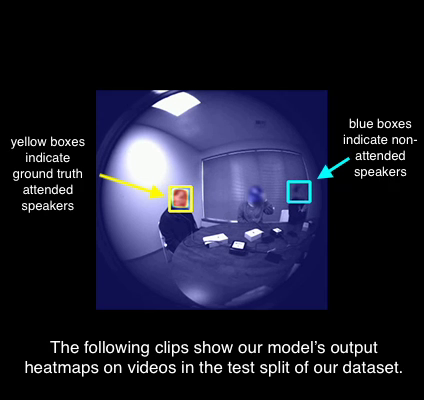 yellow boxes
indicate
ground truth
attended
speakers
blue boxes
indicate non-
attended
speakers
The following clips show our model's output
heatmaps on videos in the test split of our dataset.